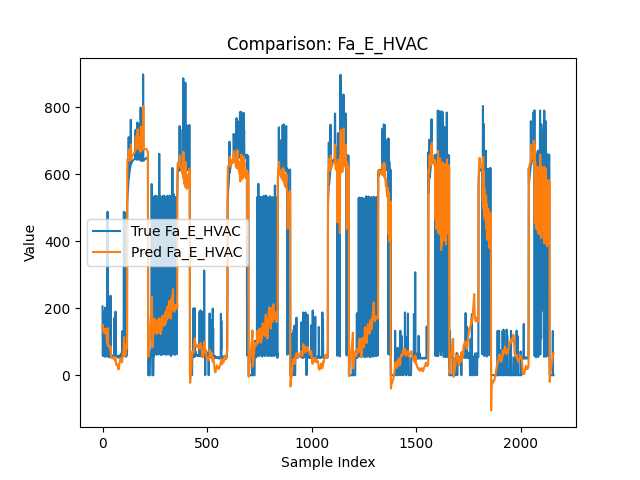 Comparison: Fa_E_HVAC
Value
800
600
400
200
0
True Fa_E_HVAC
Pred Fa_E_HVAC
0
500
1000
1500
2000
Sample Index